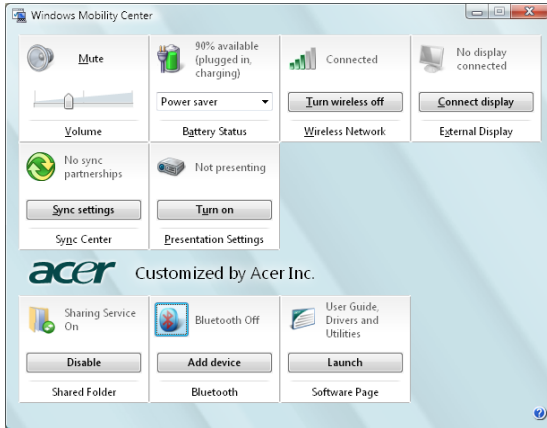 Windows Mobility Center
Mute
Volume
90% available
(plugged in,
charging)
Power saver
Battery Status
Connected
Turn wireless off
Wireless Network
No display
connected
Connect display
External Display
No sync
partnerships
Sync settings
Sync Center
Not presenting
Turn on
Presentation Settings
acer Customized by Acer Inc.
Sharing Service
On
Disable
Shared Folder
Bluetooth Off
Add device
Bluetooth
User Guide,
Drivers and
Utilities
Launch
Software Page
?